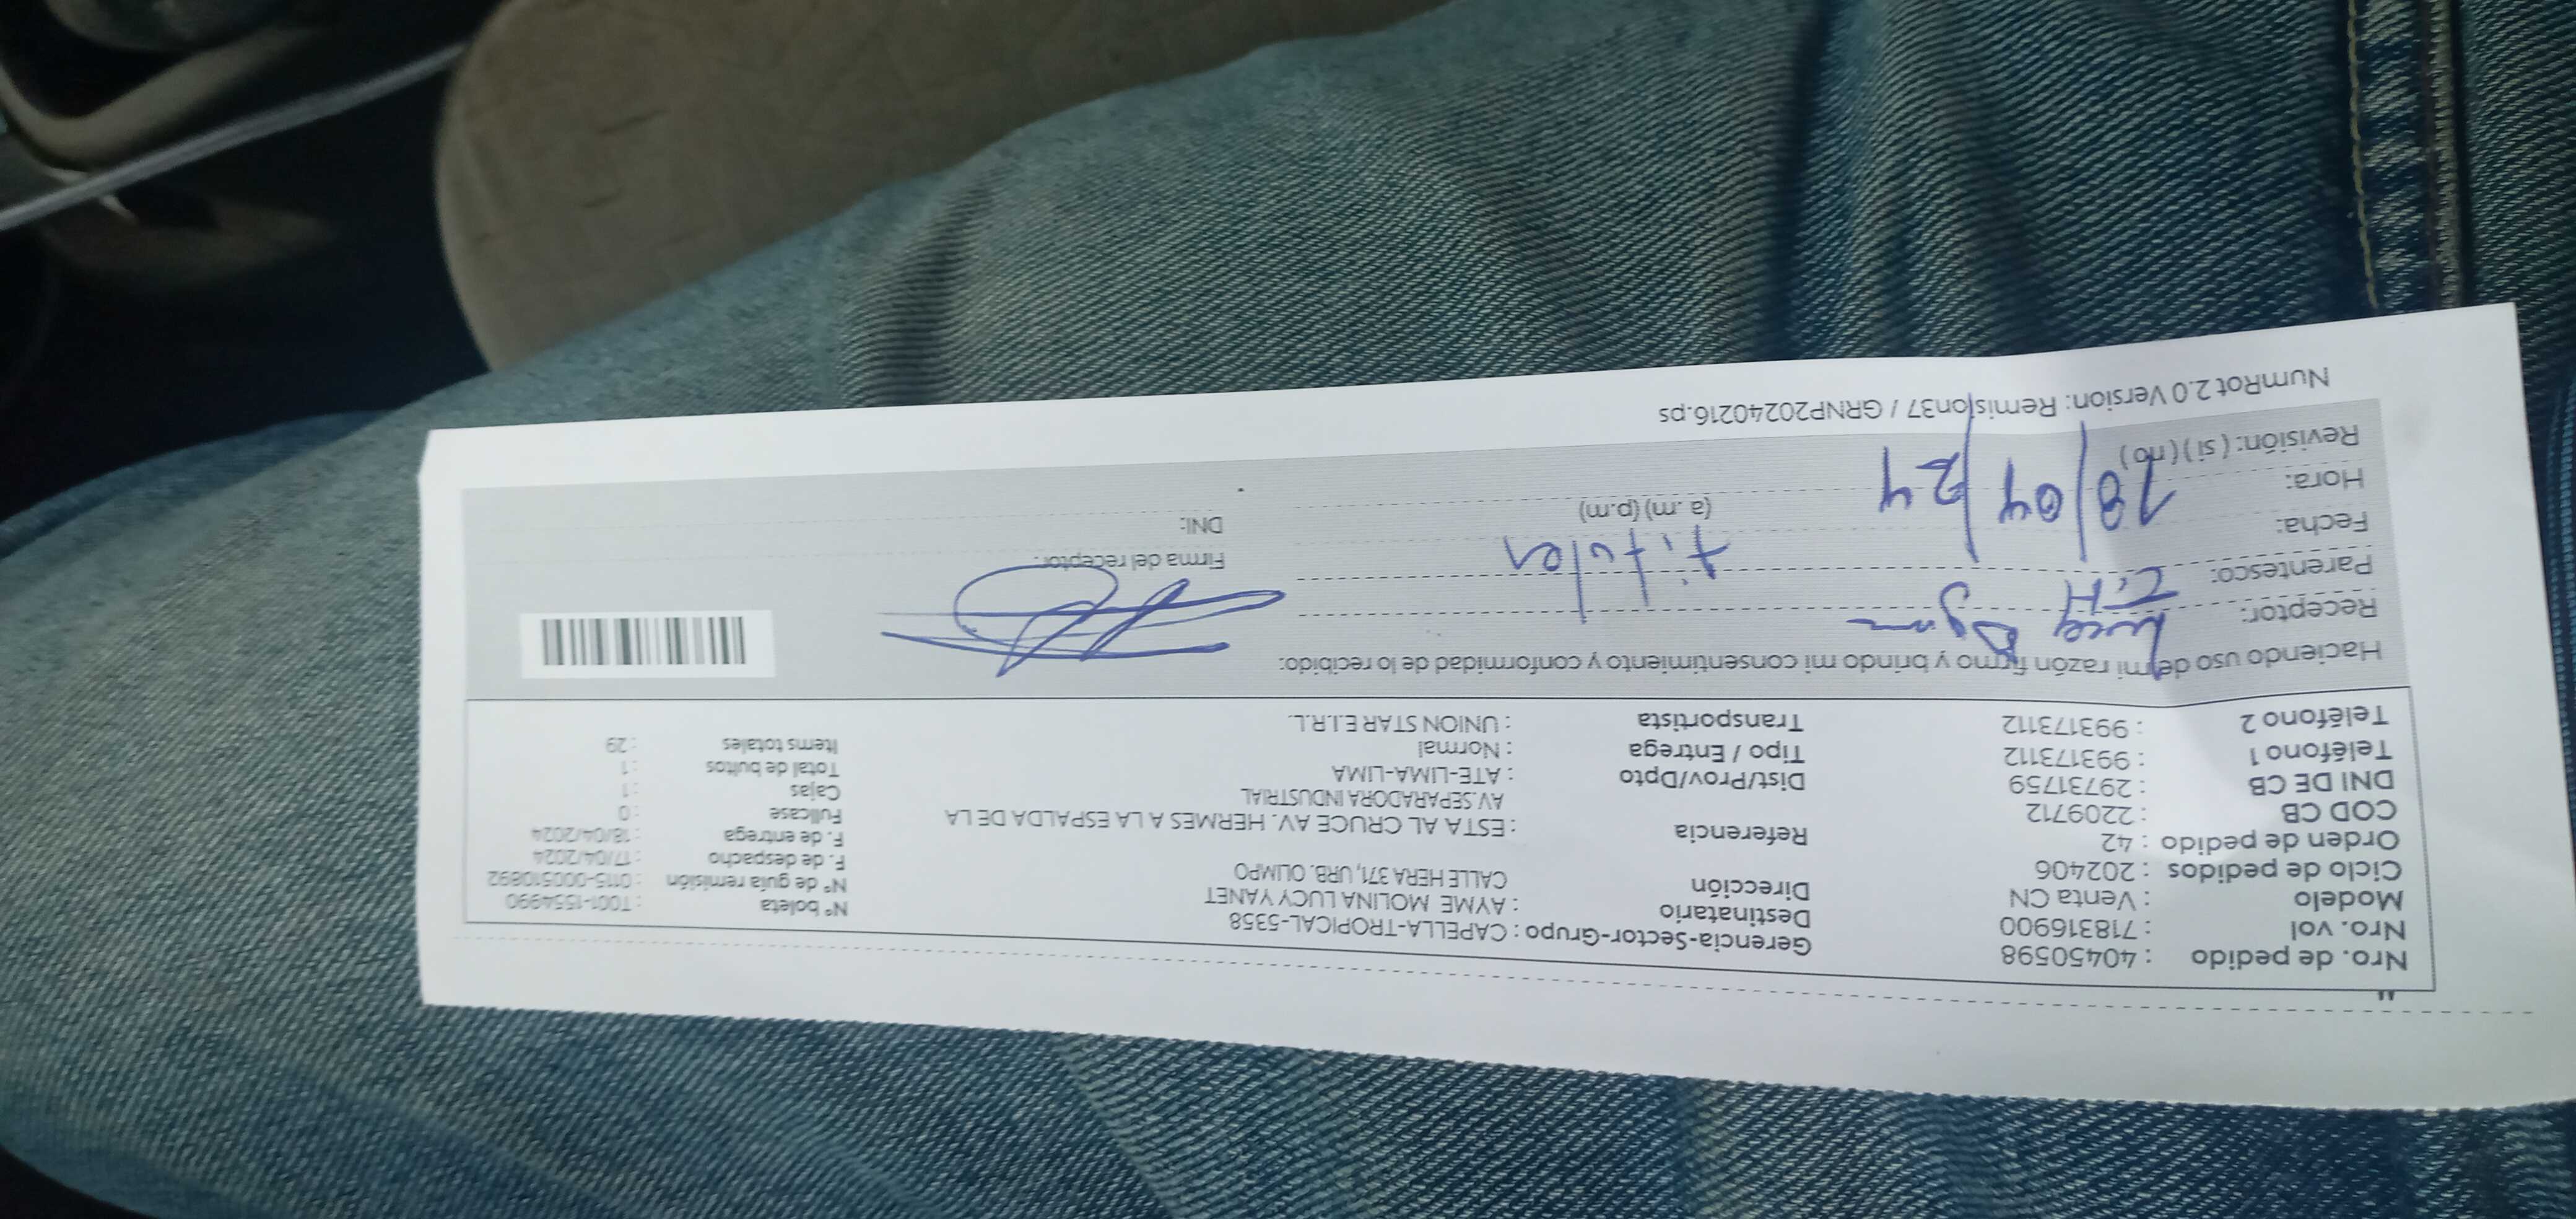 Nro. de pedido : 40450598
Nro. vol : 718316900
Modelo : Venta CN
Ciclo de pedidos : 202406
Orden de pedido : 42
COD CB : 2209712
DNI DE CB : 29731759
Teléfono 1 : 993173112
Teléfono 2 : 993173112
Gerencia-Sector-Grupo : CAPELLA-TROPICAL-5358
Destinatario : AYME MOLINA LUCY YANET
Dirección CALLE HERA 371, URB. OLIMPO
Referencia : ESTA AL CRUCE AV. HERMES A LA ESPALDA DE LA
AV.SEPARADORA INDUSTRIAL
Dist/Prov/Dpto : ATE-LIMA-LIMA
Tipo / Entrega : Normal
Transportista : UNION STAR E.I.R.L.
N° boleta : T001-1554990
N° de guía remisión : 0115-000510892
F. de despacho : 17/04/2024
F. de entrega : 18/04/2024
Fullcase : 0
Cajas : 1
Total de bultos : 1
Items totales : 29
Haciendo uso de mi razón firmo y brindo mi consentimiento y conformidad de lo recibido:
Receptor: Lucy
Parentesco: titular
Fecha: 18/04/24
Hora: (a .m) (p.m)
Revisión: ( si ) ( no )
Firma del receptor:
DNI:
NumRot 2.0 Version: Remision37 / GRNP20240216.ps